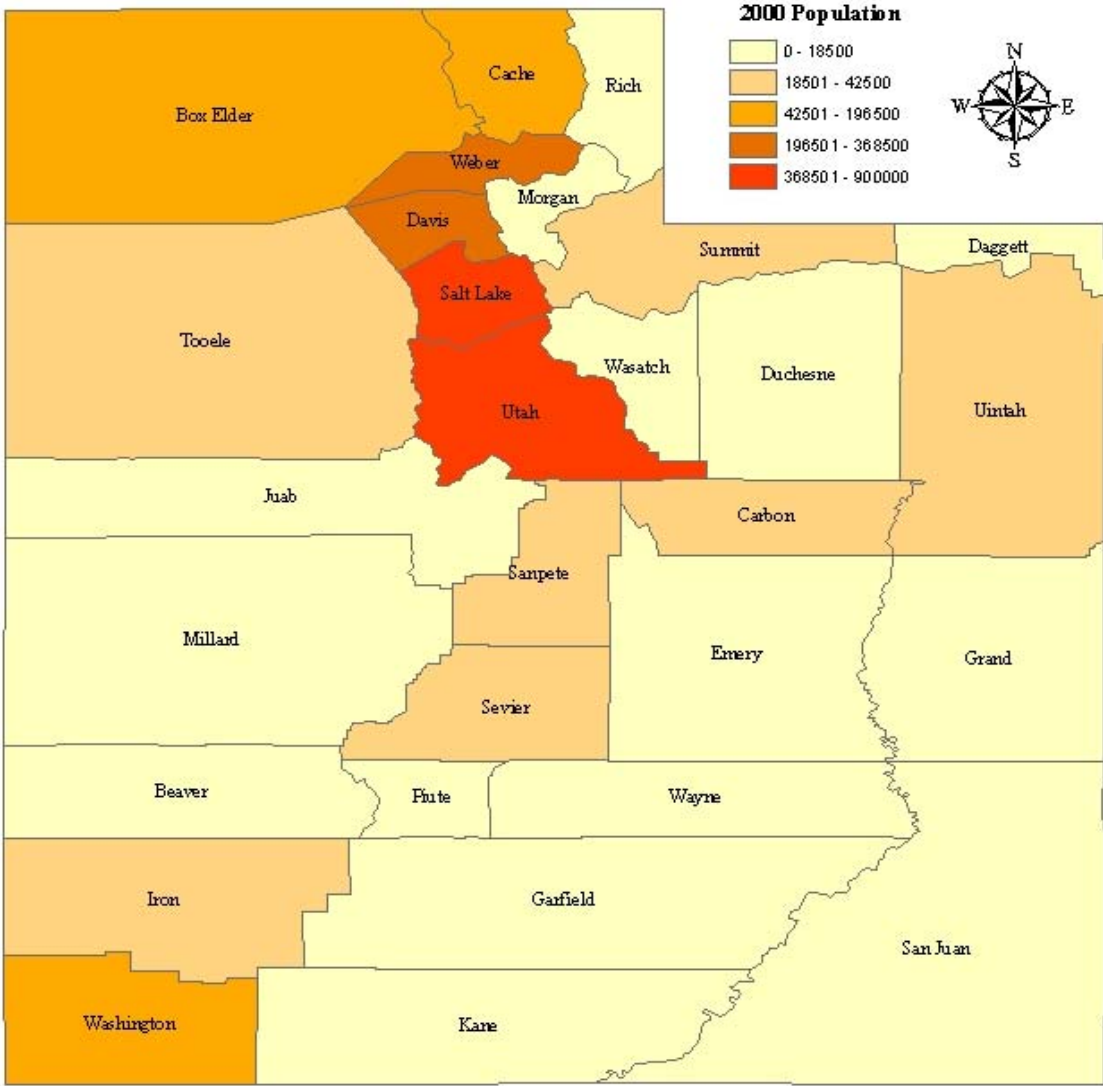 2000 Population
0 - 18500
18501 - 42500
42501 - 196500
196501 - 368500
368501 - 900000
N
W E
S
Cache
Rich
Box Elder
Weber
Morgan
Davis
Summit
Daggett
Salt Lake
Tooele
Wasatch
Duchesne
Utah
Uintah
Juab
Carbon
Sanpete
Millard
Emery
Grand
Sevier
Beaver
Piute
Wayne
Iron
Garfield
San Juan
Washington
Kane